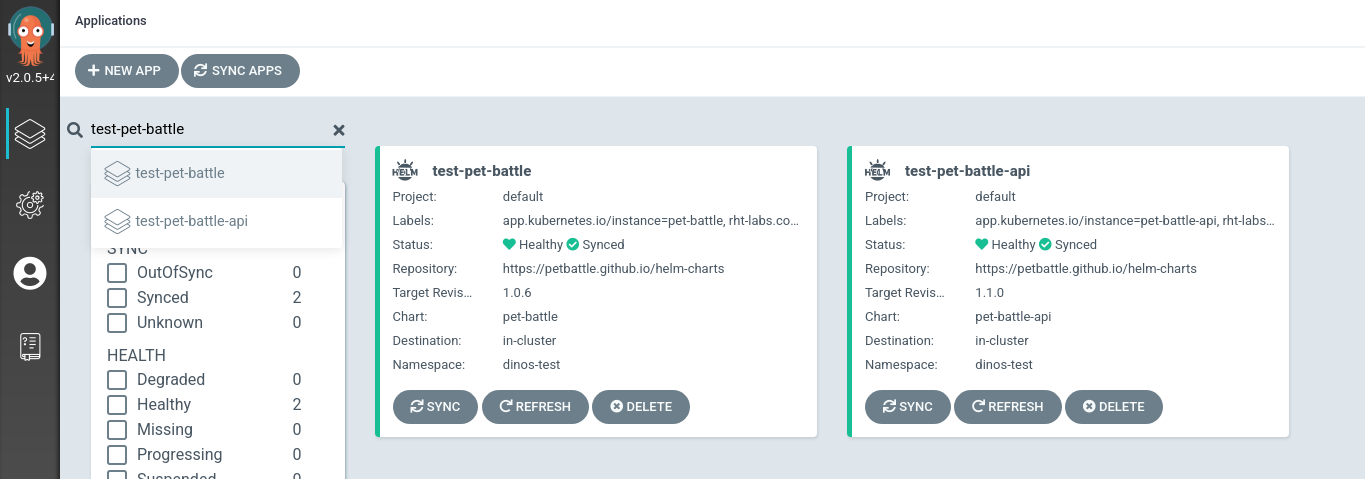 Applications
v2.0.5+4
NEW APP
SYNC APPS
test-pet-battle
test-pet-battle
test-pet-battle-api
SYNC
OutOfSync 0
Synced 2
Unknown 0
HEALTH
Degraded 0
Healthy 2
Missing 0
Progressing 0
Suspended 0
HELM
test-pet-battle
Project: default
Labels: app.kubernetes.io/instance=pet-battle, rht-labs.co…
Status: Healthy Synced
Repository: https://petbattle.github.io/helm-charts
Target Revis… 1.0.6
Chart: pet-battle
Destination: in-cluster
Namespace: dinos-test
SYNC REFRESH DELETE
HELM
test-pet-battle-api
Project: default
Labels: app.kubernetes.io/instance=pet-battle-api, rht-labs…
Status: Healthy Synced
Repository: https://petbattle.github.io/helm-charts
Target Revis… 1.1.0
Chart: pet-battle-api
Destination: in-cluster
Namespace: dinos-test
SYNC REFRESH DELETE